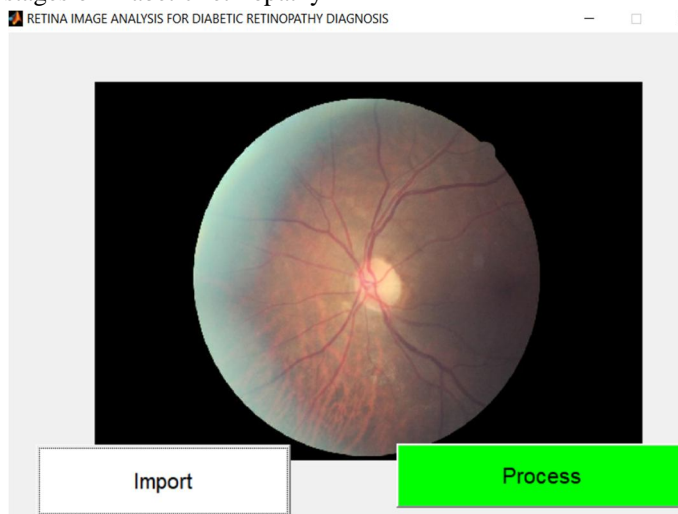 RETINA IMAGE ANALYSIS FOR DIABETIC RETINOPATHY DIAGNOSIS
Import
Process